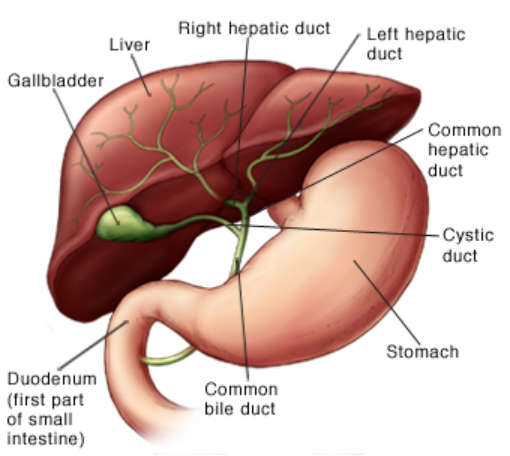 Right hepatic duct
Left hepatic
duct
Liver
Gallbladder
Common
hepatic
duct
Cystic
duct
Stomach
Duodenum
(first part
of small
intestine)
Common
bile duct